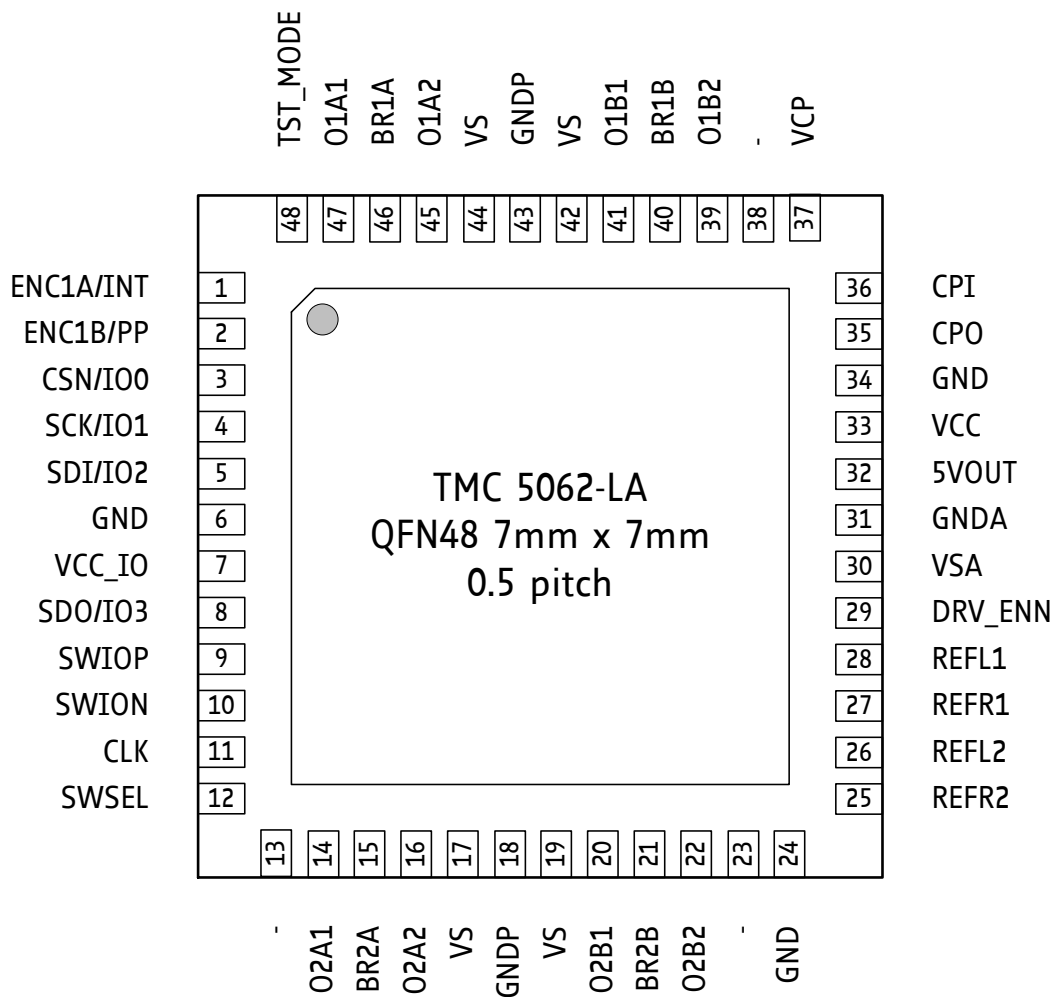 TST_MODE
O1A1
BR1A
O1A2
VS
GNDP
VS
O1B1
BR1B
O1B2
-
VCP
48
47
46
45
44
43
42
41
40
39
38
37
ENC1A/INT 1
ENC1B/PP 2
CSN/IO0 3
SCK/IO1 4
SDI/IO2 5
GND 6
VCC_IO 7
SDO/IO3 8
SWIOP 9
SWION 10
CLK 11
SWSEL 12
TMC 5062-LA
QFN48 7mm x 7mm
0.5 pitch
36 CPI
35 CPO
34 GND
33 VCC
32 5VOUT
31 GNDA
30 VSA
29 DRV_ENN
28 REFL1
27 REFR1
26 REFL2
25 REFR2
13
14
15
16
17
18
19
20
21
22
23
24
-
O2A1
BR2A
O2A2
VS
GNDP
VS
O2B1
BR2B
O2B2
-
GND